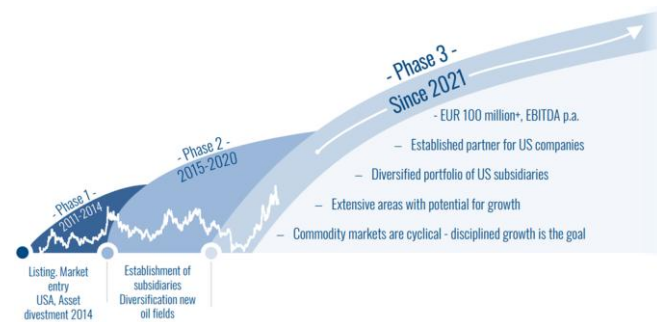 - Phase 1 -
2011-2014
- Phase 2 -
2015-2020
- Phase 3 -
Since 2021
- EUR 100 million+, EBITDA p.a.
– Established partner for US companies
– Diversified portfolio of US subsidiaries
– Extensive areas with potential for growth
– Commodity markets are cyclical - disciplined growth is the goal
Listing. Market
entry
USA, Asset
divestment 2014
Establishment of
subsidiaries
Diversification new
oil fields